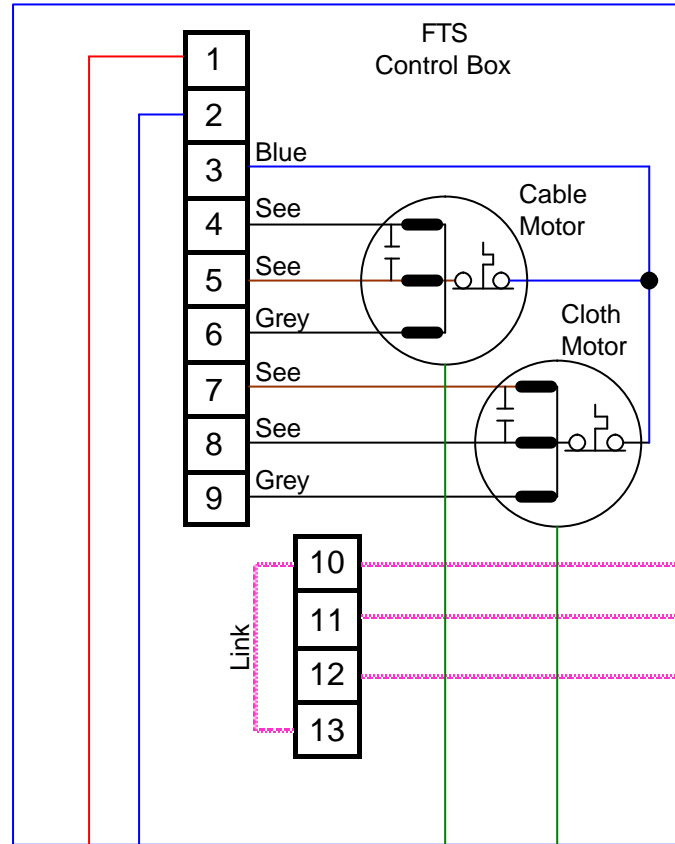 FTS
Control Box
1
2
3
Blue
Cable
Motor
4
See
5
See
6
Grey
Cloth
Motor
7
See
8
See
9
Grey
10
11
12
13
Link